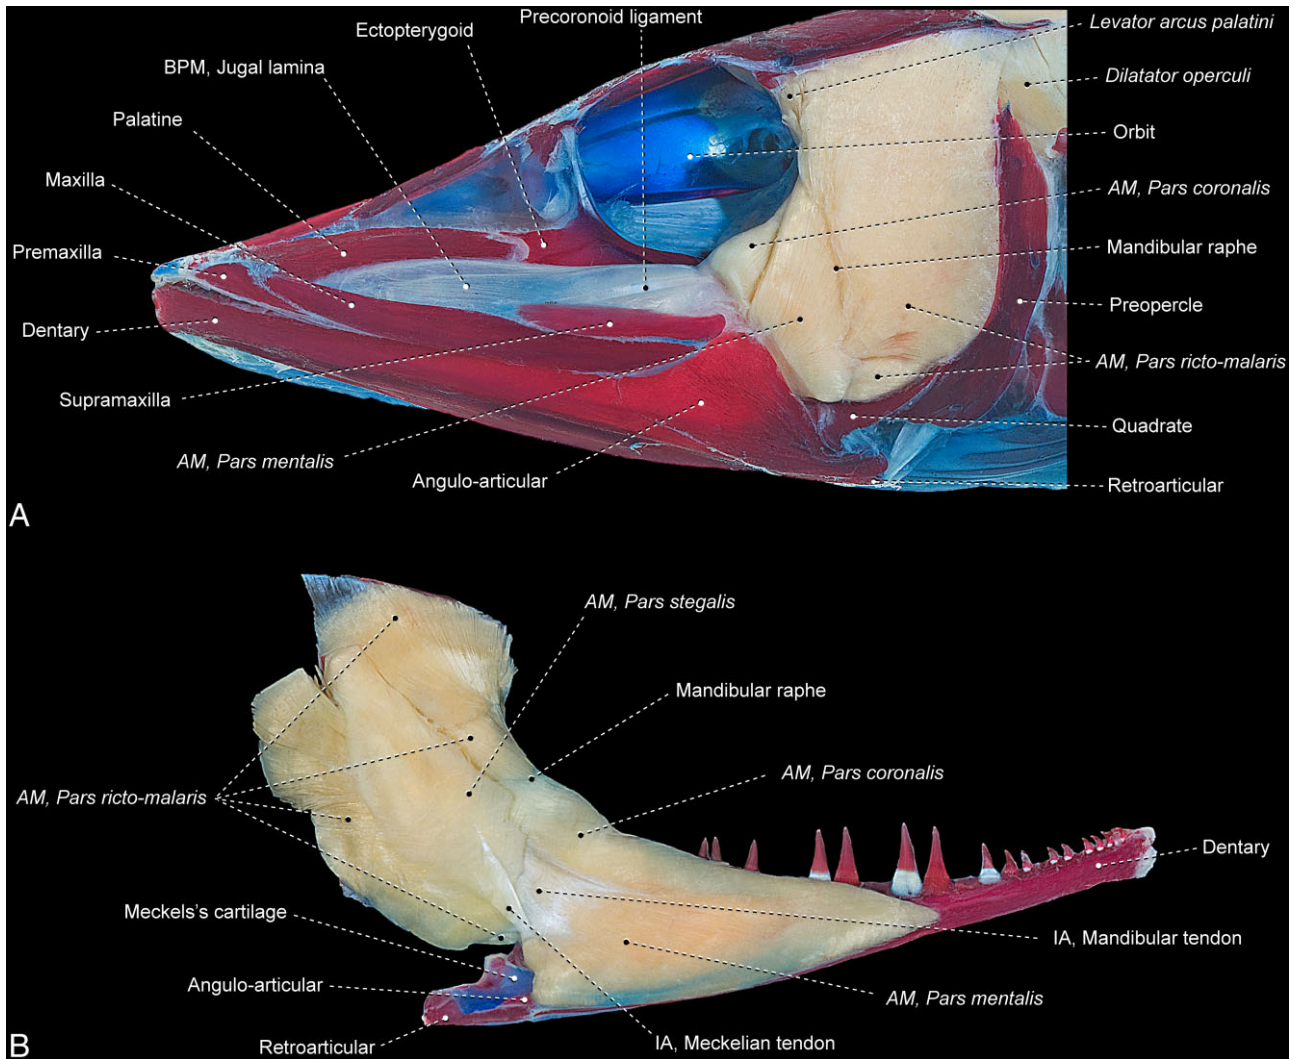 Precoronoid ligament
Levator arcus palatini
Ectopterygoid
BPM, Jugal lamina
Dilatator operculi
Palatine
Orbit
Maxilla
AM, Pars coronalis
Premaxilla
Mandibular raphe
Dentary
Preopercle
Supramaxilla
AM, Pars ricto-malaris
AM, Pars mentalis
Quadrate
Angulo-articular
Retroarticular
A
AM, Pars stegalis
Mandibular raphe
AM, Pars coronalis
AM, Pars ricto-malaris
Dentary
Meckels's cartilage
IA, Mandibular tendon
Angulo-articular
AM, Pars mentalis
Retroarticular
IA, Meckelian tendon
B